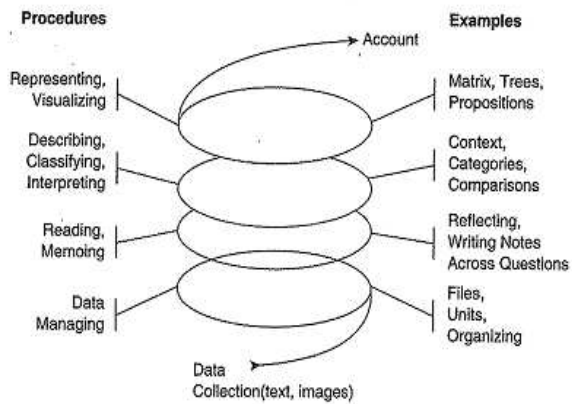 Procedures
Examples
Account
Representing,
Visualizing
Matrix, Trees,
Propositions
Describing,
Classifying,
Interpreting
Context,
Categories,
Comparisons
Reading,
Memoing
Reflecting,
Writing Notes
Across Questions
Data
Managing
Files,
Units,
Organizing
Data
Collection(text, images)